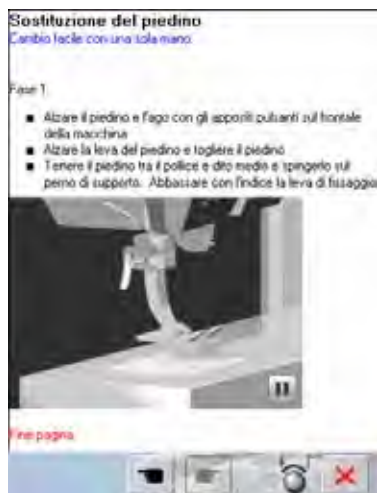 Sostituzione del piedino
Cambio facile con una sola mano.
Fase 1
Alzare il piedino e l'ago con gli appositi pulsanti sul frontale
della macchina
Alzare la leva del piedino e togliere il piedino
Tenere il piedino tra il pollice e dito medio e spingerlo sul
perno di supporto. Abbassare con l'indice la leva di fissaggio
Fine pagina